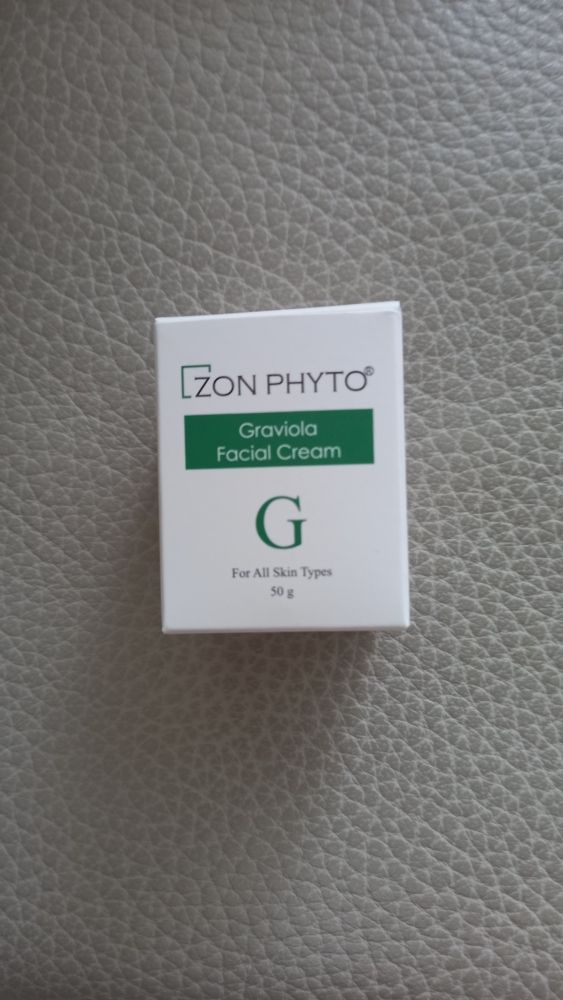 ZON PHYTO®
Graviola
Facial Cream
G
For All Skin Types
50 g